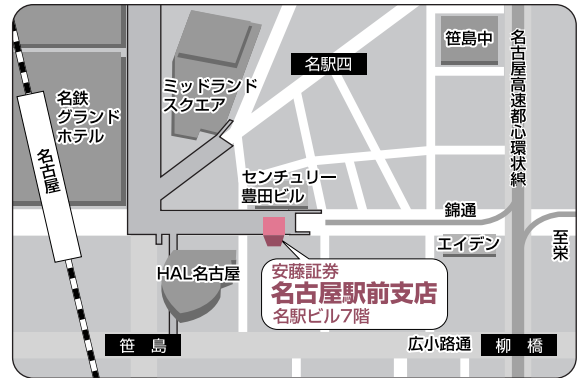 名鉄
グランド
ホテル
名古屋
ミッドランド
スクエア
名駅四
笹島中
名古屋高速都心環状線
センチュリー
豊田ビル
錦通
エイデン
至栄
HAL名古屋
安藤証券
名古屋駅前支店
名駅ビル7階
笹島
広小路通
柳橋